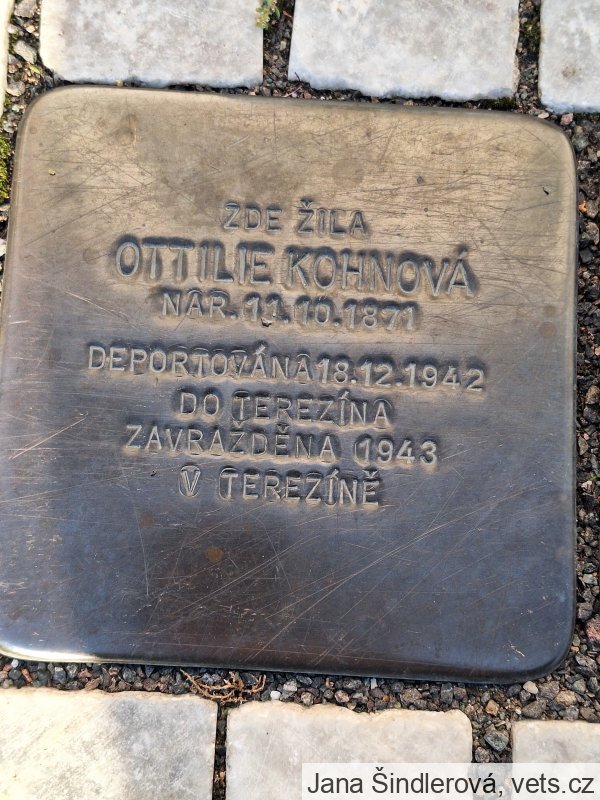 ZDE ŽILA
OTTILIE KOHNOVÁ
NAR. 11.10.1871
DEPORTOVÁNA 18.12.1942
DO TEREZÍNA
ZAVRAŽDĚNA 1943
V TEREZÍNĚ
Jana Šindlerová, vets.cz